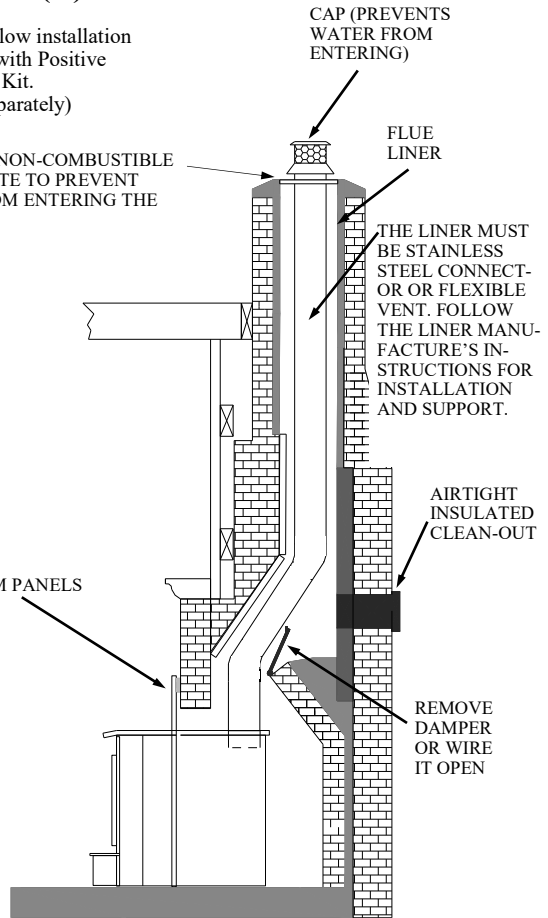 low installation
with Positive
Kit.
parately)
CAP (PREVENTS
WATER FROM
ENTERING)
NON-COMBUSTIBLE
TE TO PREVENT
OM ENTERING THE
FLUE
LINER
THE LINER MUST
BE STAINLESS
STEEL CONNECT-
OR OR FLEXIBLE
VENT. FOLLOW
THE LINER MANU-
FACTURE'S IN-
STRUCTIONS FOR
INSTALLATION
AND SUPPORT.
AIRTIGHT
INSULATED
CLEAN-OUT
M PANELS
REMOVE
DAMPER
OR WIRE
IT OPEN